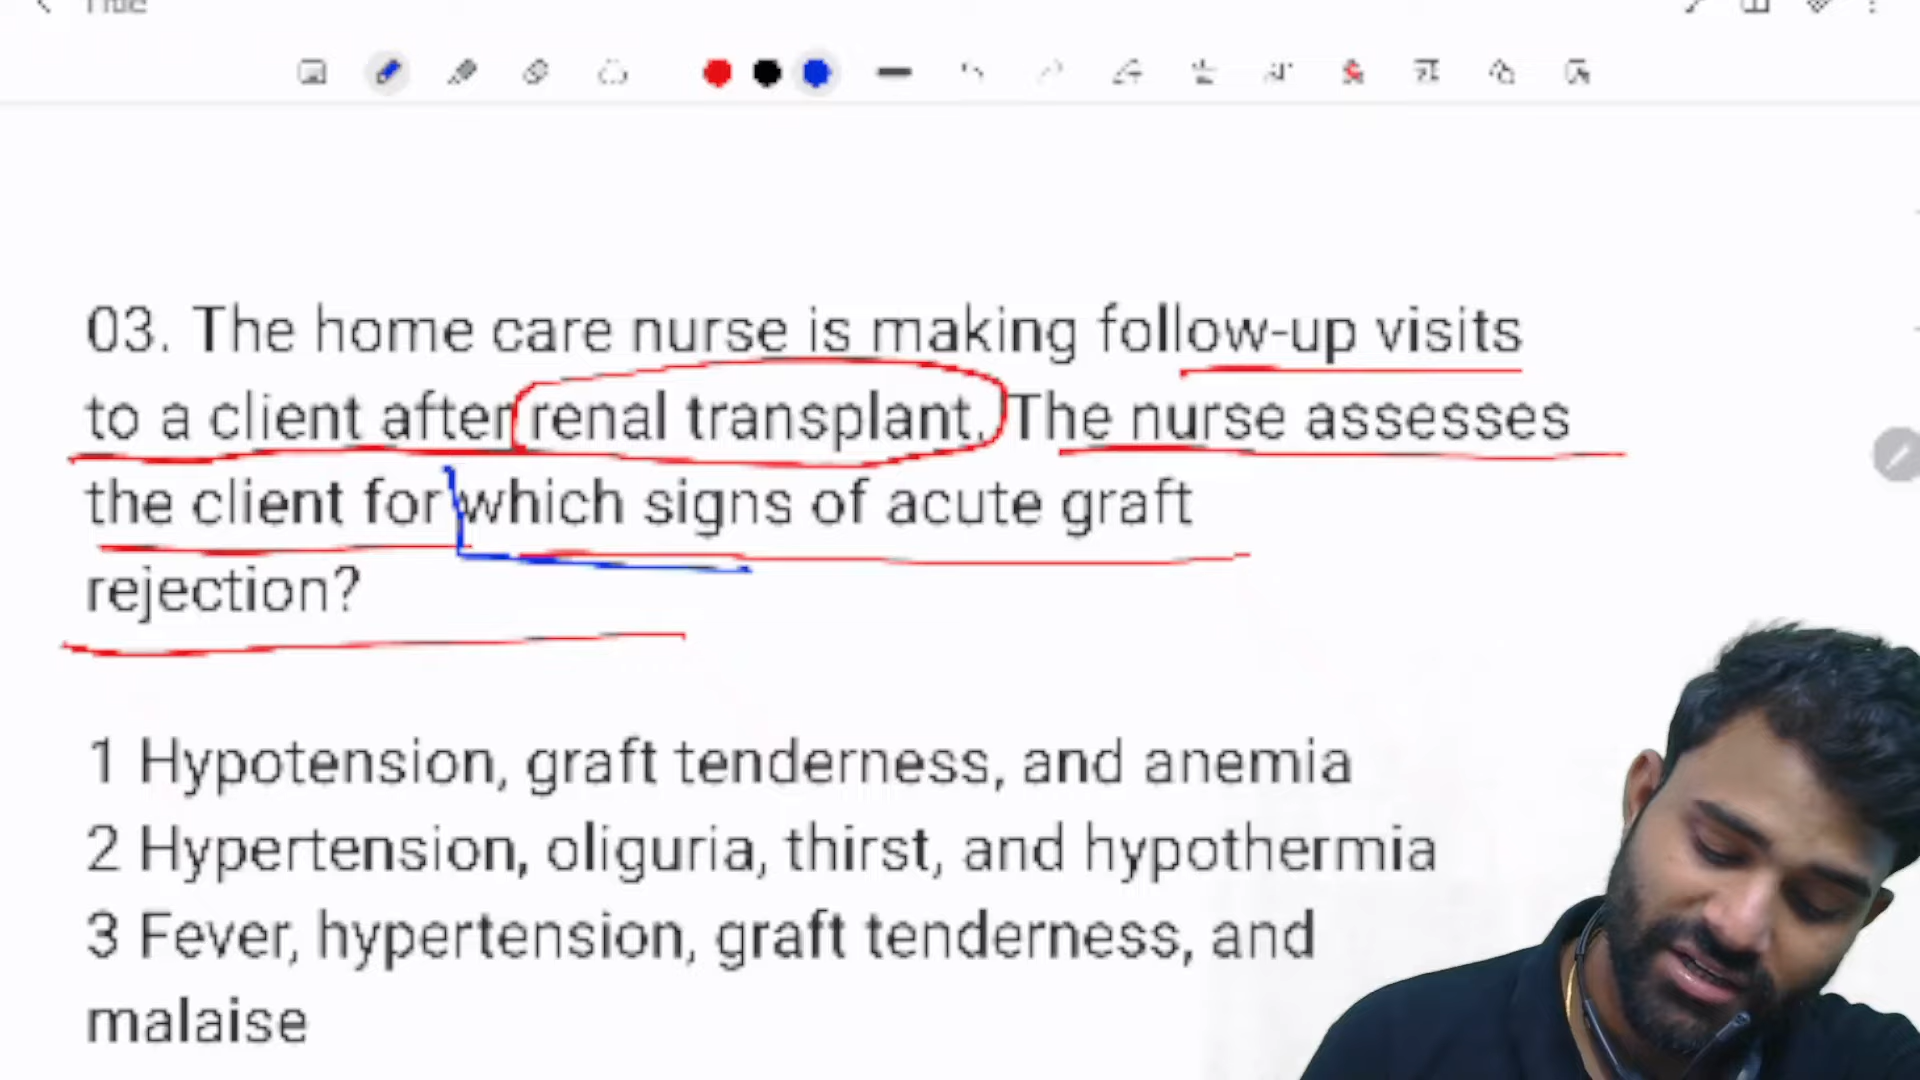 Title
03. The home care nurse is making follow-up visits
to a client after renal transplant. The nurse assesses
the client for which signs of acute graft
rejection?
1 Hypotension, graft tenderness, and anemia
2 Hypertension, oliguria, thirst, and hypothermia
3 Fever, hypertension, graft tenderness, and
malaise